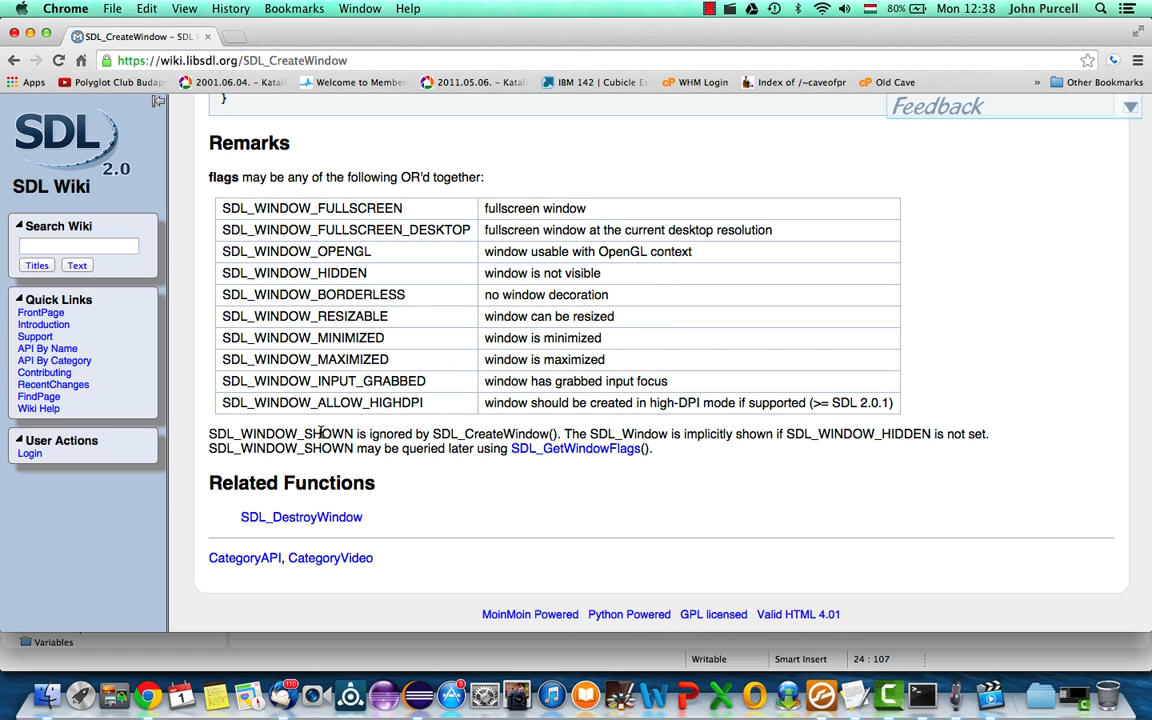 Chrome File Edit View History Bookmarks Window Help 80% Mon 12:38 John Purcell
SDL_CreateWindow – SDL
https://wiki.libsdl.org/SDL_CreateWindow
Apps Polyglot Club Budap 2001.06.04. - Katali Welcome to Member 2011.05.06. - Katali IBM 142 | Cubicle Es cP WHM Login Index of /~caveofpr cP Old Cave » Other Bookmarks
}
Feedback
SDL 2.0
SDL Wiki
Search Wiki
Titles Text
Quick Links
FrontPage
Introduction
Support
API By Name
API By Category
Contributing
RecentChanges
FindPage
Wiki Help
User Actions
Login
Remarks
flags may be any of the following OR'd together:
SDL_WINDOW_FULLSCREEN fullscreen window
SDL_WINDOW_FULLSCREEN_DESKTOP fullscreen window at the current desktop resolution
SDL_WINDOW_OPENGL window usable with OpenGL context
SDL_WINDOW_HIDDEN window is not visible
SDL_WINDOW_BORDERLESS no window decoration
SDL_WINDOW_RESIZABLE window can be resized
SDL_WINDOW_MINIMIZED window is minimized
SDL_WINDOW_MAXIMIZED window is maximized
SDL_WINDOW_INPUT_GRABBED window has grabbed input focus
SDL_WINDOW_ALLOW_HIGHDPI window should be created in high-DPI mode if supported (>= SDL 2.0.1)
SDL_WINDOW_SHOWN is ignored by SDL_CreateWindow(). The SDL_Window is implicitly shown if SDL_WINDOW_HIDDEN is not set.
SDL_WINDOW_SHOWN may be queried later using SDL_GetWindowFlags().
Related Functions
SDL_DestroyWindow
CategoryAPI, CategoryVideo
MoinMoin Powered Python Powered GPL licensed Valid HTML 4.01
Variables
Writable Smart Insert 24 : 107